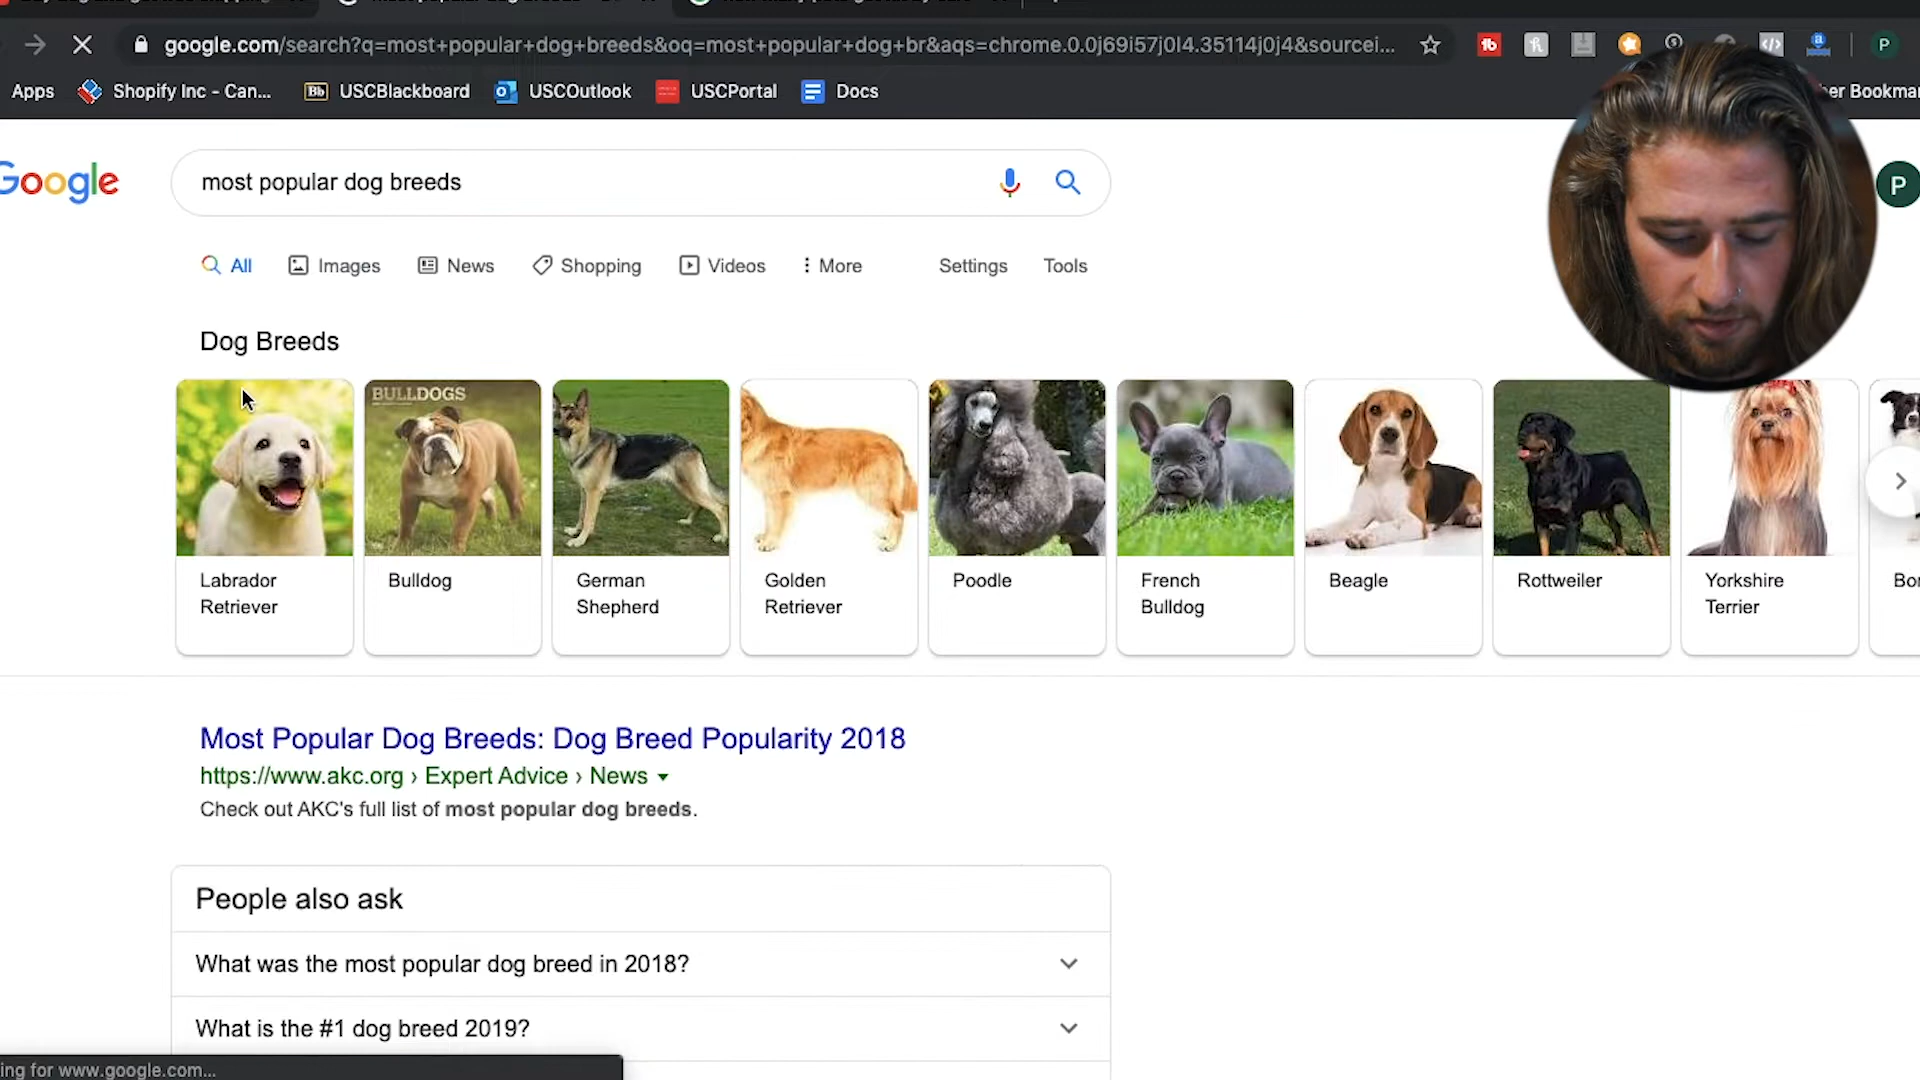 google.com/search?q=most+popular+dog+breeds&oq=most+popular+dog+br&aqs=chrome.0.0j69i57j0l4.35114j0j4&sourcei...
P
Apps
Shopify Inc - Can...
Bb
USCBlackboard
USCOutlook
USCPortal
Docs
er Bookmar
Google
most popular dog breeds
P
All
Images
News
Shopping
Videos
More
Settings
Tools
Dog Breeds
BULLDOGS
Labrador
Retriever
Bulldog
German
Shepherd
Golden
Retriever
Poodle
French
Bulldog
Beagle
Rottweiler
Yorkshire
Terrier
Bor
Most Popular Dog Breeds: Dog Breed Popularity 2018
https://www.akc.org › Expert Advice › News
Check out AKC's full list of most popular dog breeds.
People also ask
What was the most popular dog breed in 2018?
What is the #1 dog breed 2019?
ing for www.google.com...